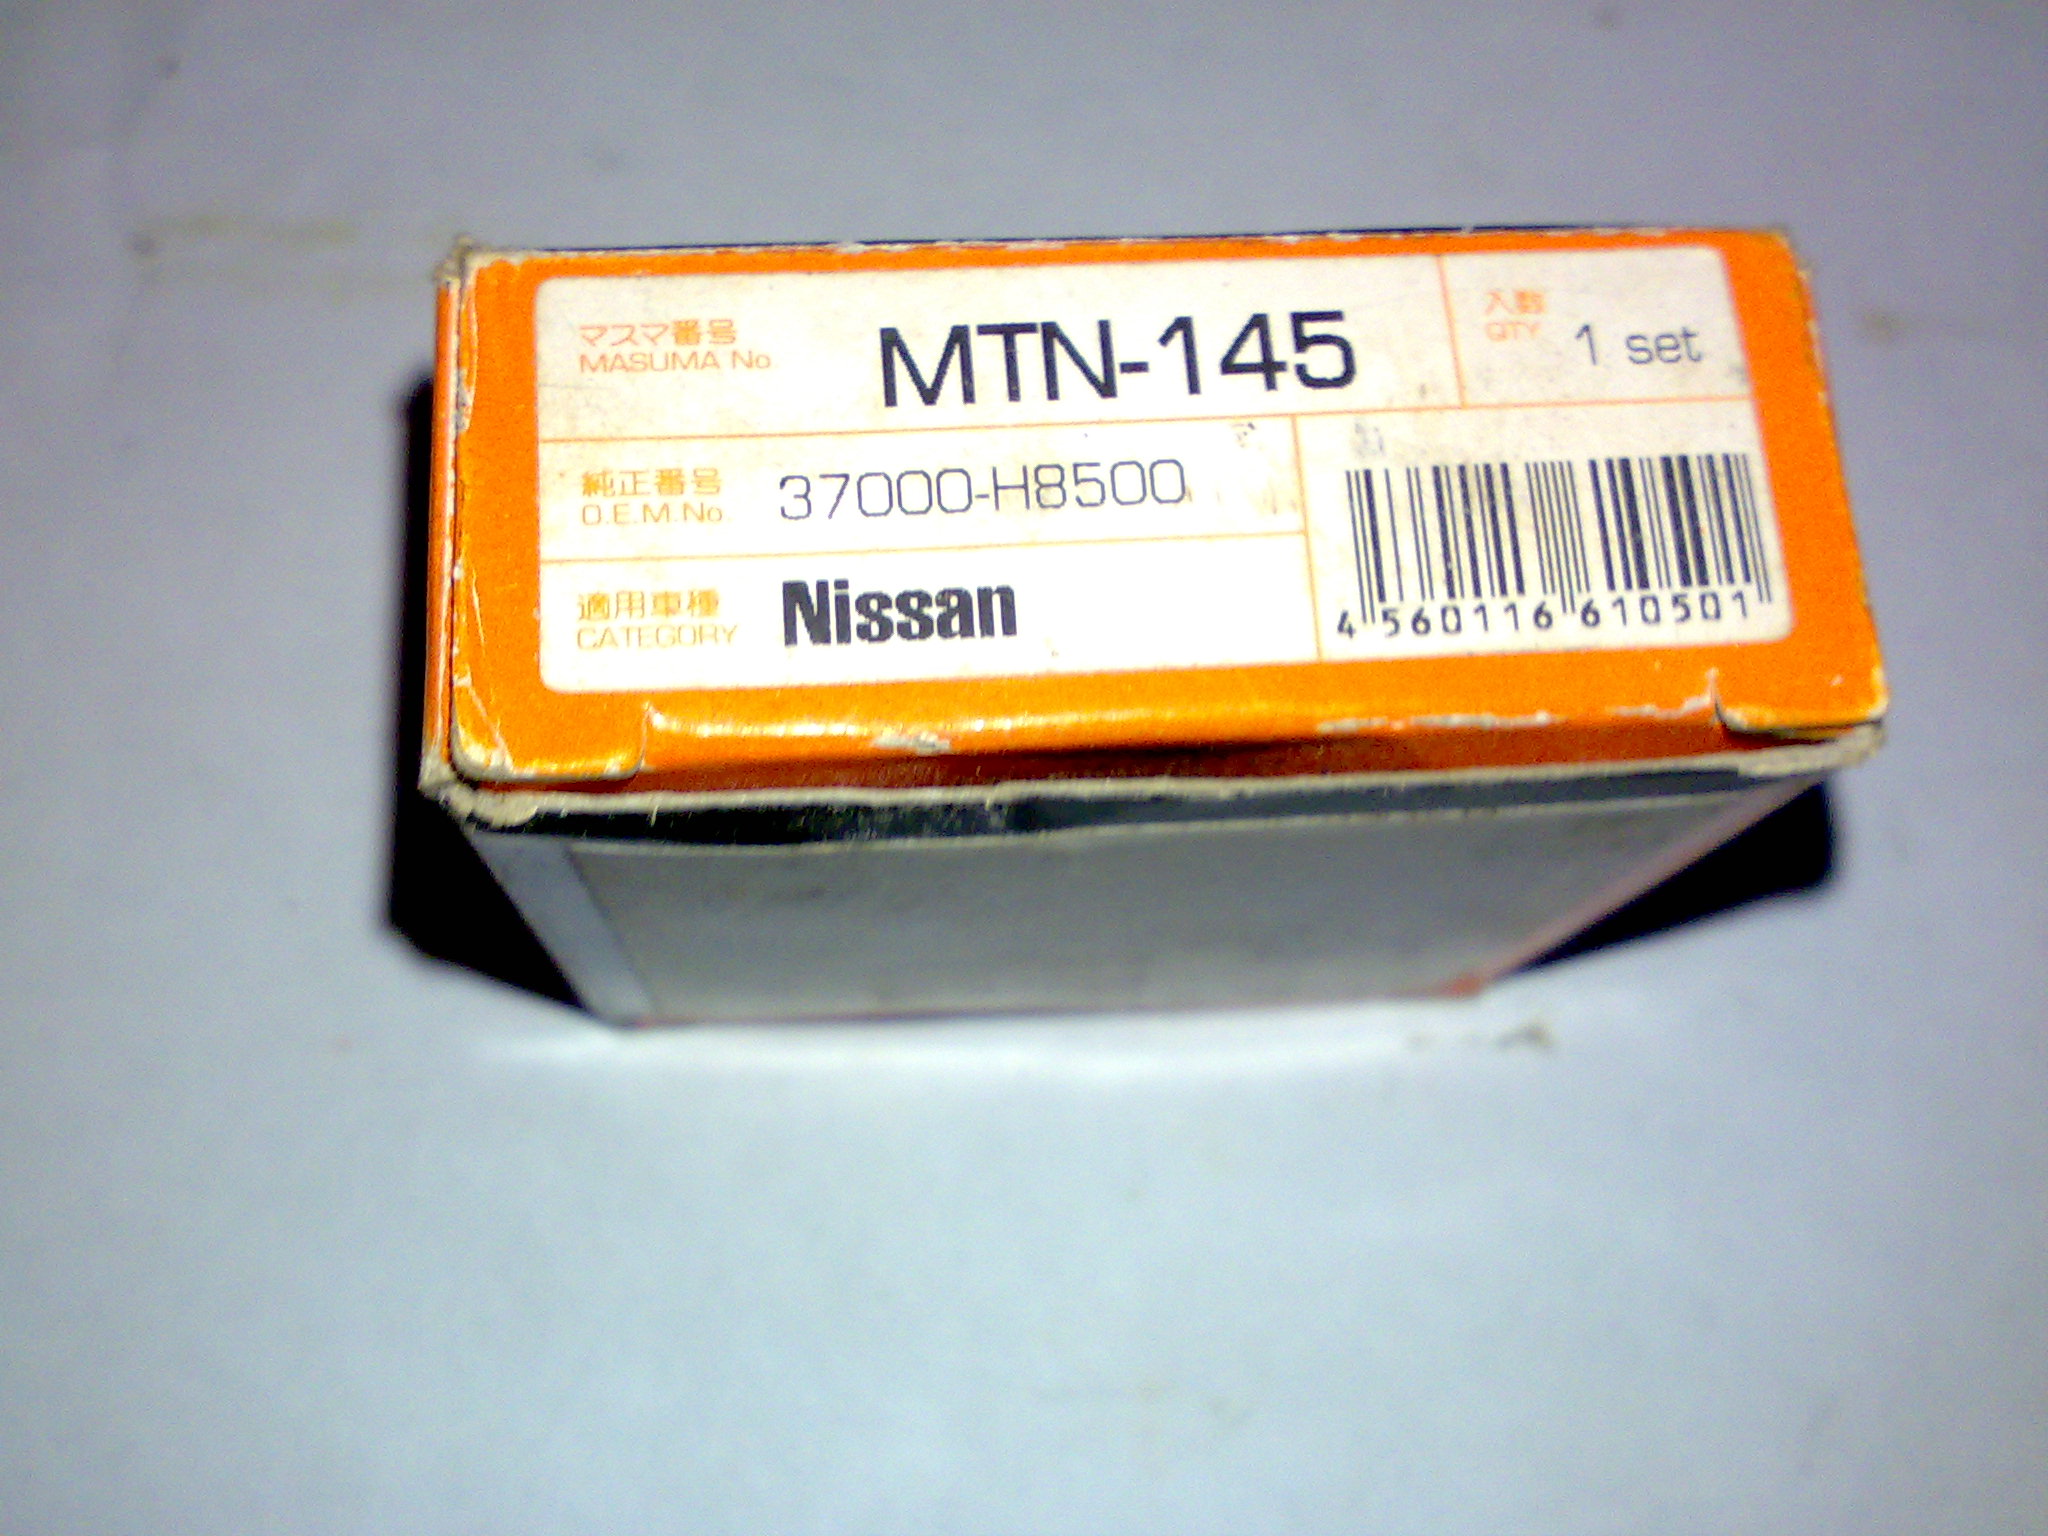 マスマ番号
MASUMA No.
MTN-145
入数
QTY
1 set
純正番号
O.E.M.No.
37000-H8500
適用車種
CATEGORY
Nissan
4 560116 610501